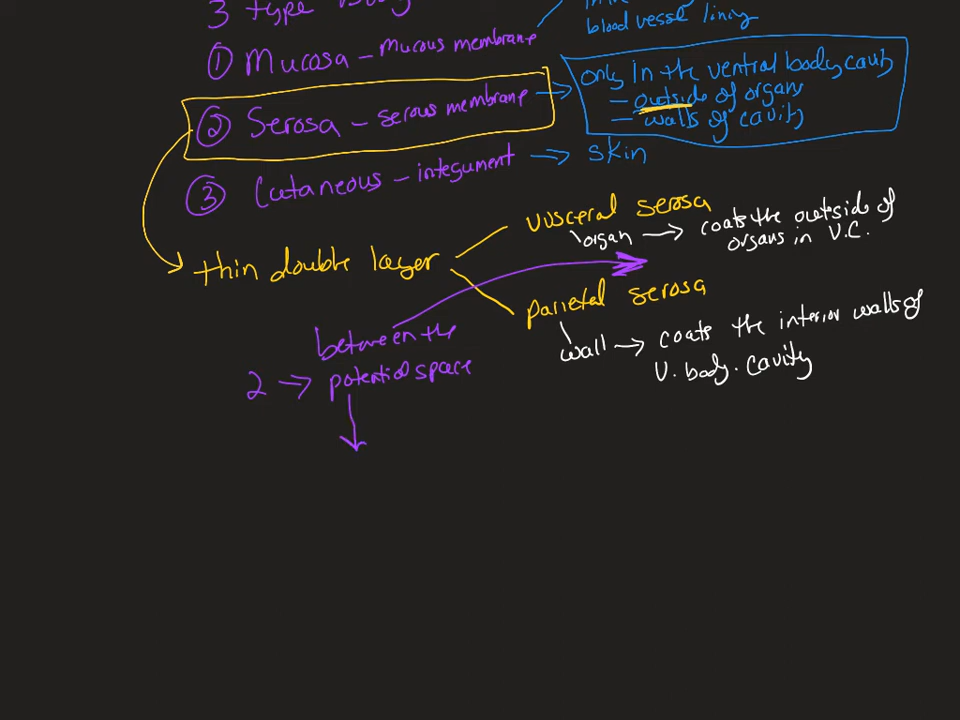 3 type Body
blood vessel lining
① Mucosa - mucous membrane
only in the ventral body cavity
- outside of organs
- walls of cavity
② Serosa - serous membrane
③ Cutaneous - integument → skin
thin double layer
visceral serosa
organ → coats the outside of
organs in V.C.
parietal serosa
wall → coats the interior walls of
V. body. cavity
between the
2 → potential space